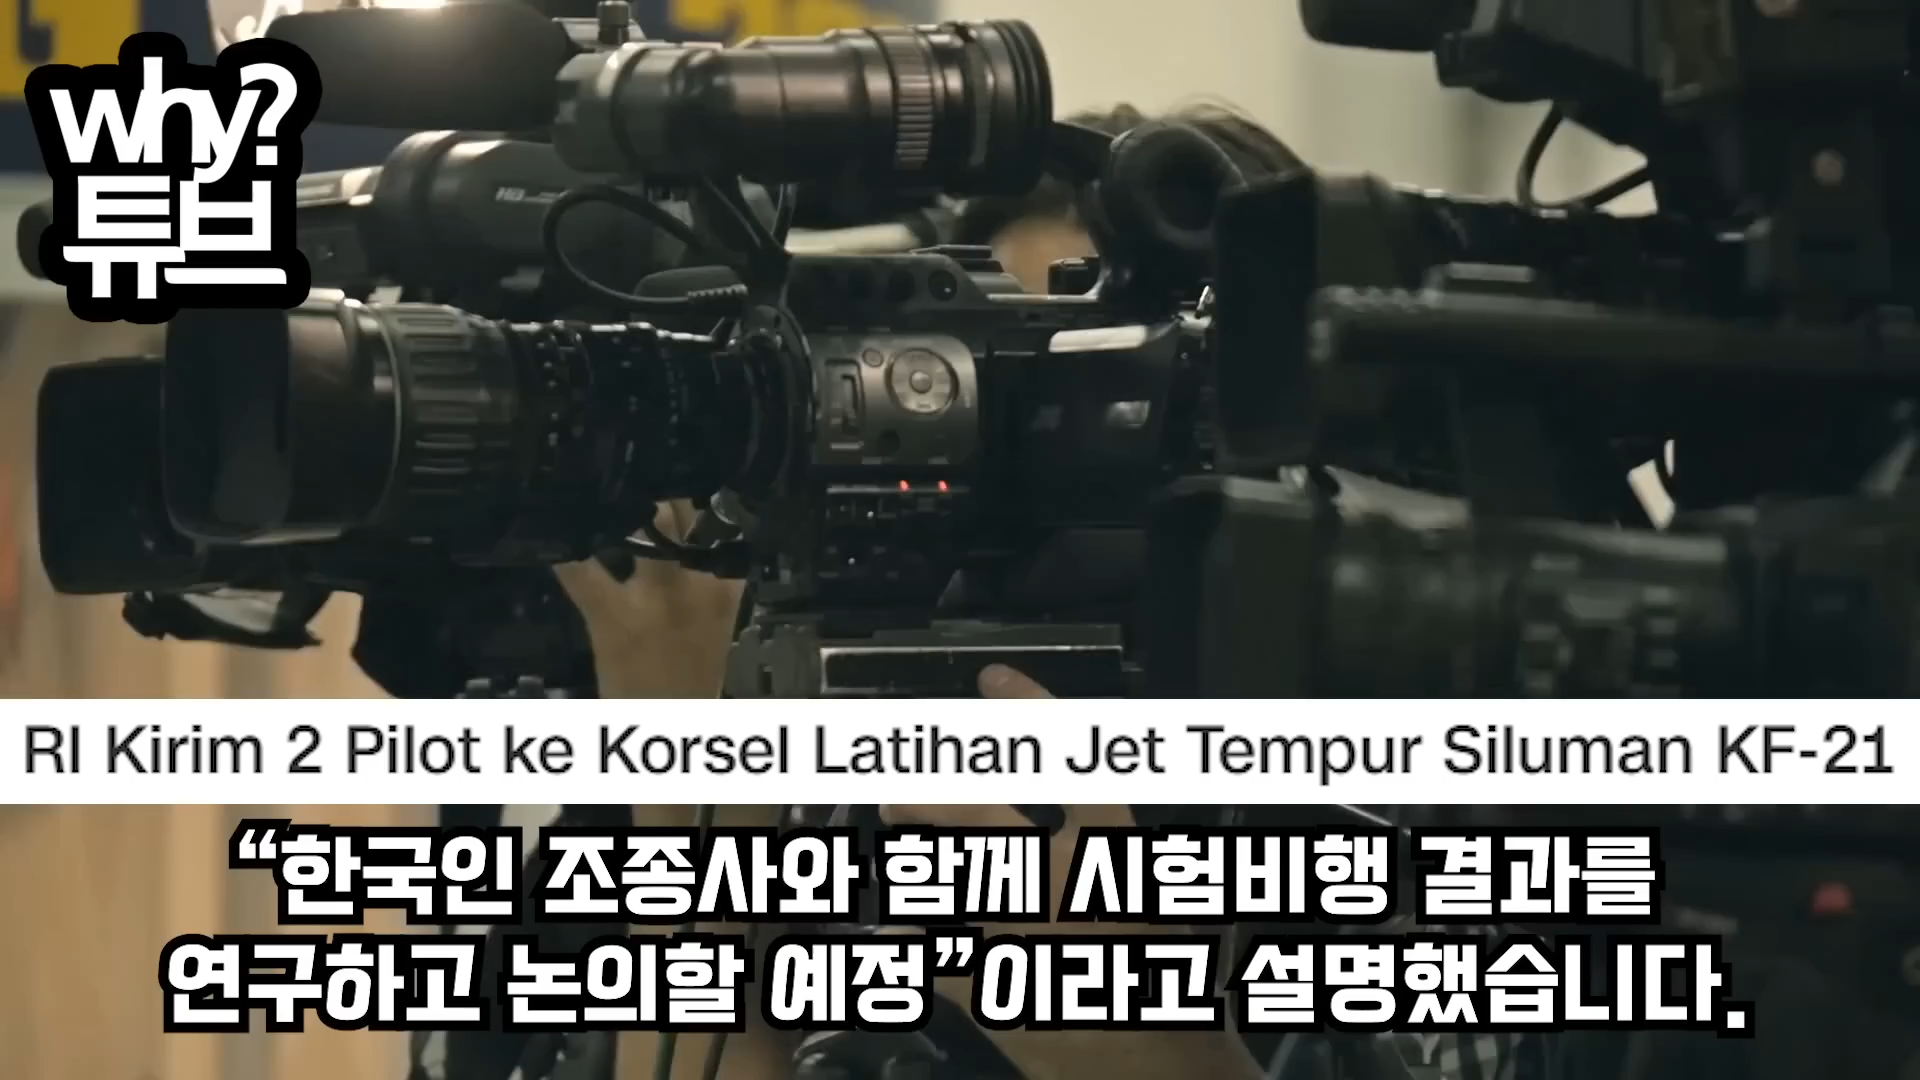 why?
튜브
HD
RI Kirim 2 Pilot ke Korsel Latihan Jet Tempur Siluman KF-21
“한국인 조종사와 함께 시험비행 결과를
연구하고 논의할 예정”이라고 설명했습니다.